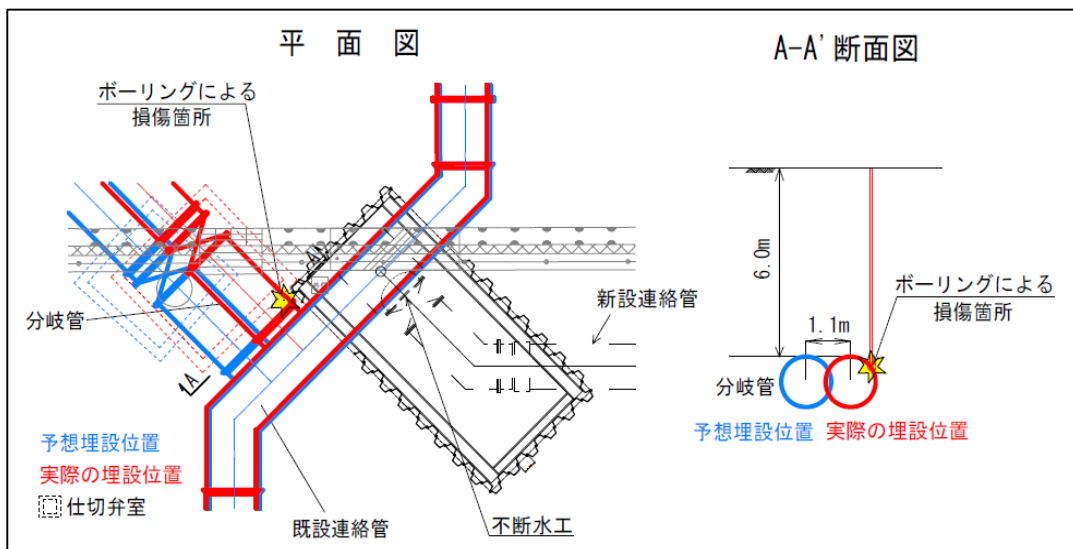 平面図
A-A'断面図
ボーリングによる
損傷箇所
6.0m
ボーリングによる
損傷箇所
新設連絡管
分岐管
1.1m
A
A'
分岐管
予想埋設位置
実際の埋設位置
予想埋設位置
実際の埋設位置
仕切弁室
既設連絡管
不断水工